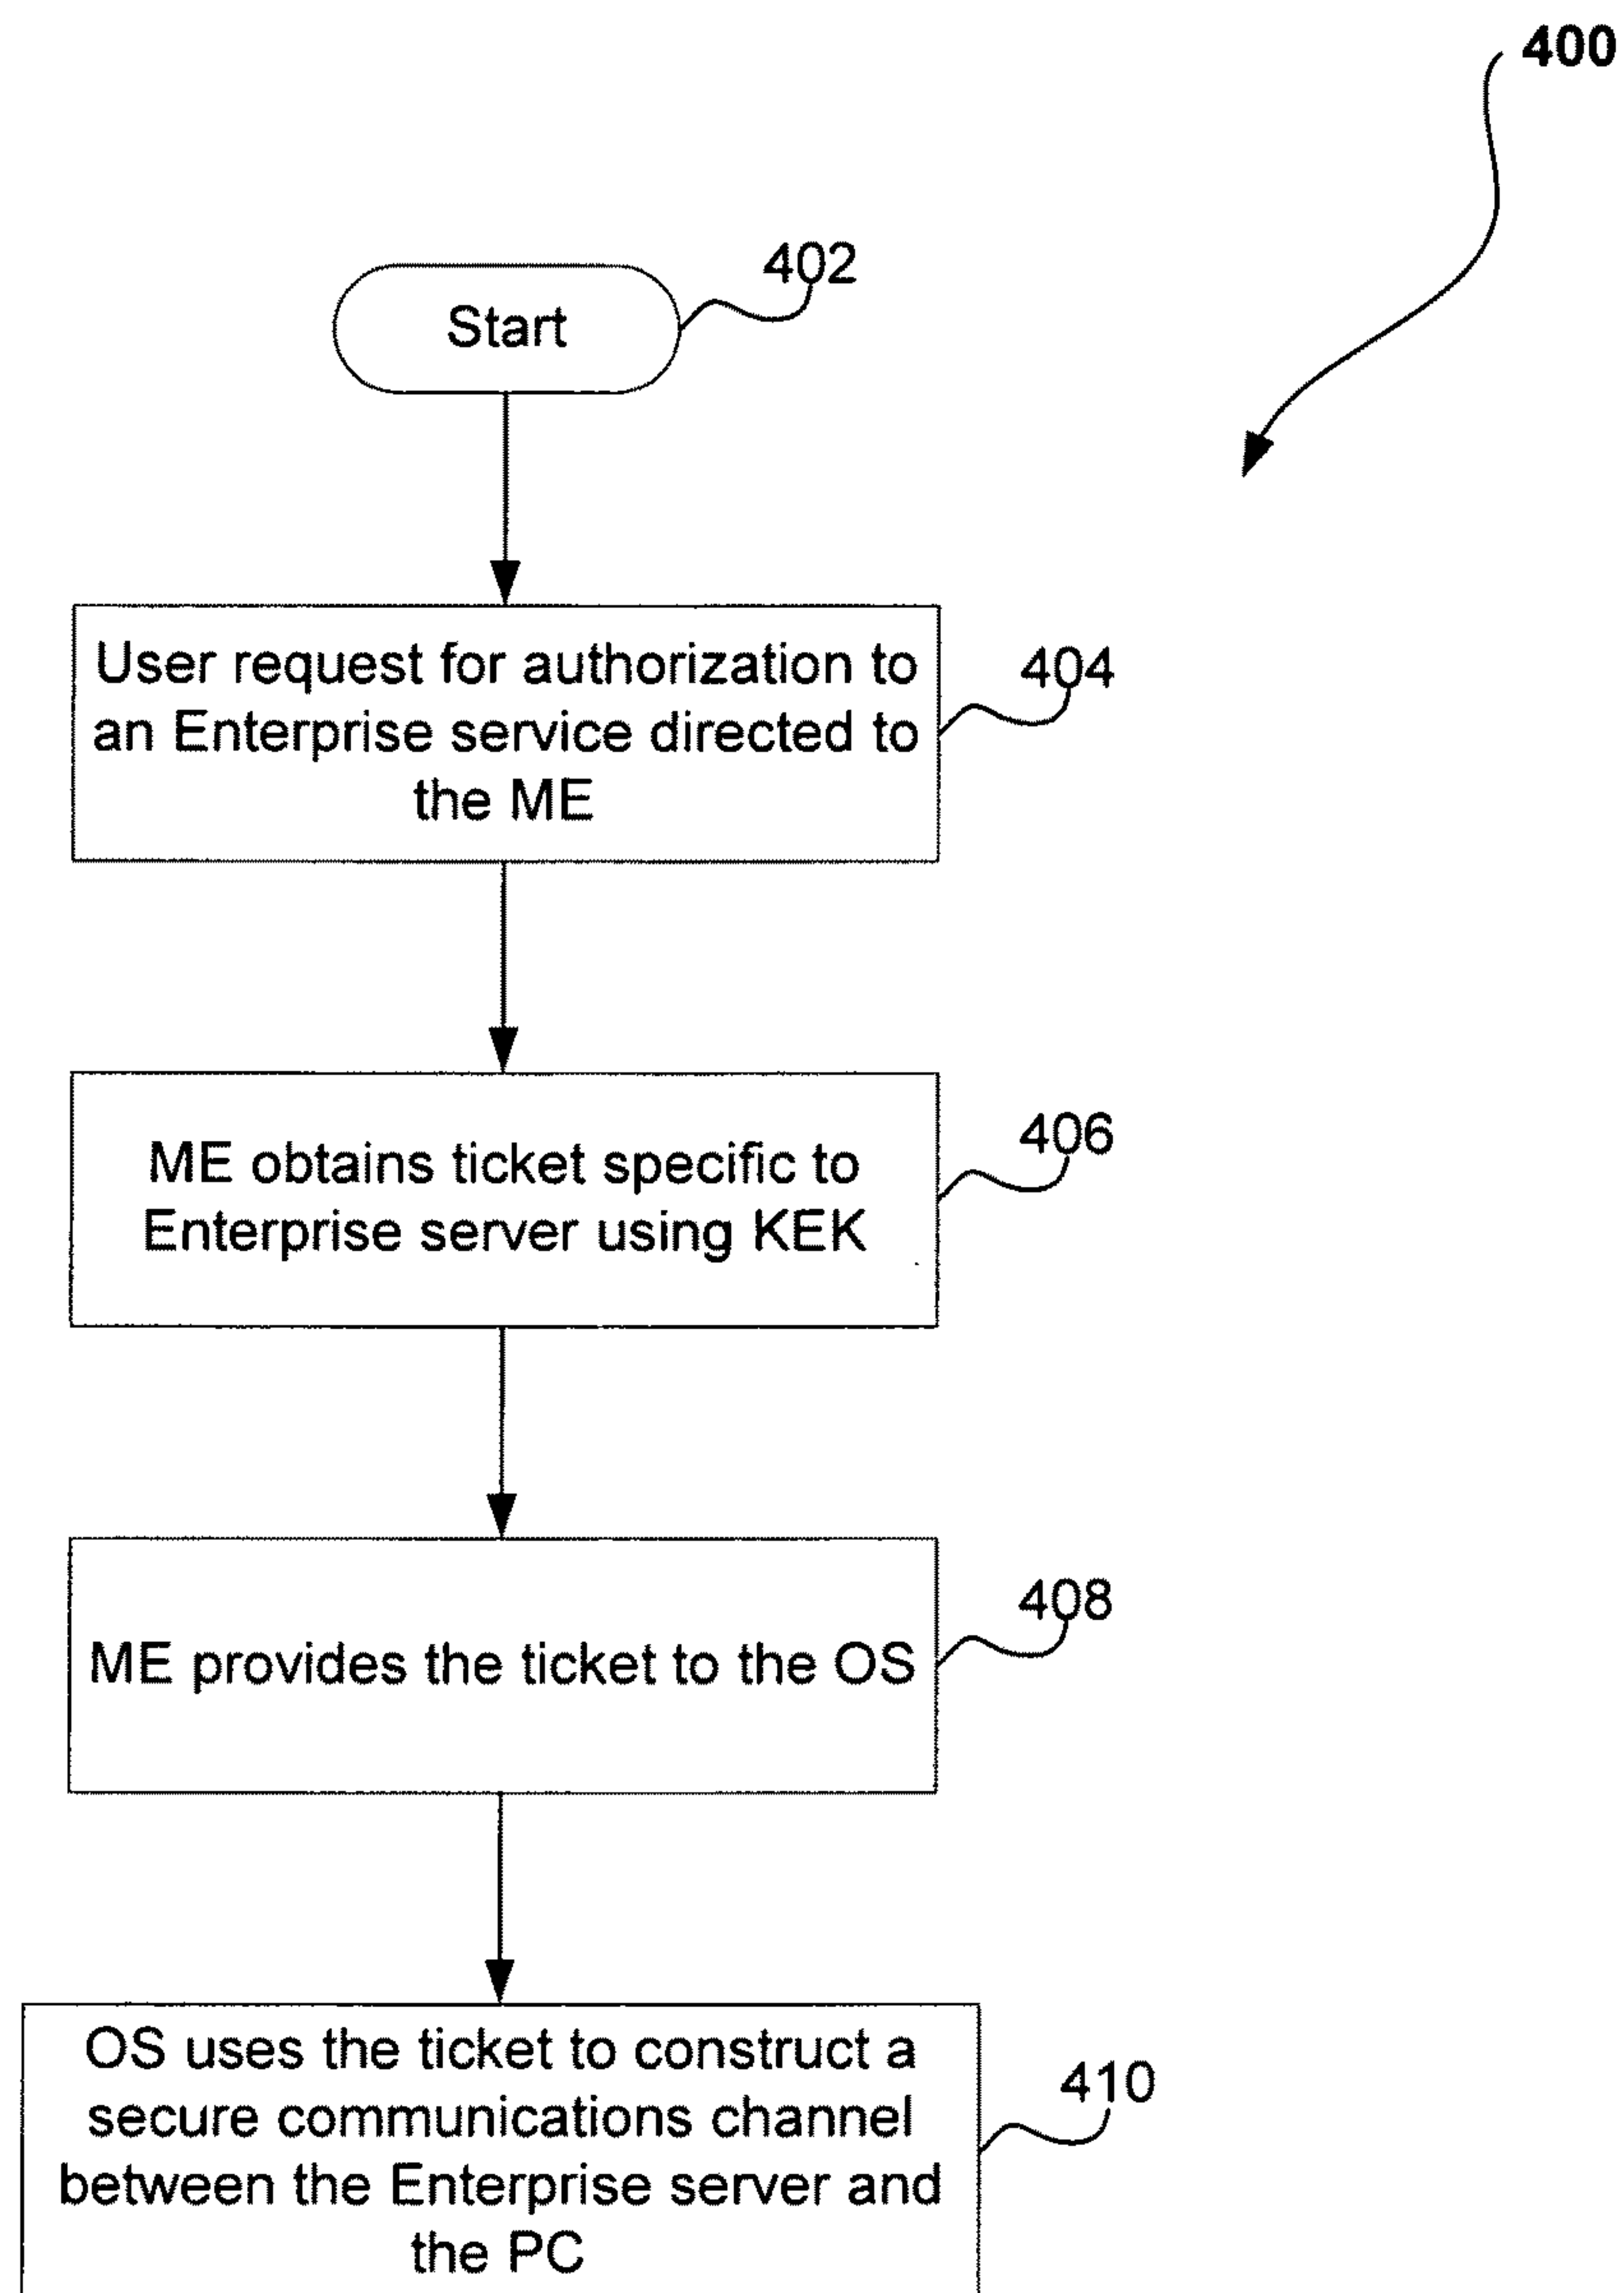 400
402
Start
User request for authorization to
an Enterprise service directed to
the ME
404
ME obtains ticket specific to
Enterprise server using KEK
406
ME provides the ticket to the OS
408
OS uses the ticket to construct a
secure communications channel
between the Enterprise server and
the PC
410